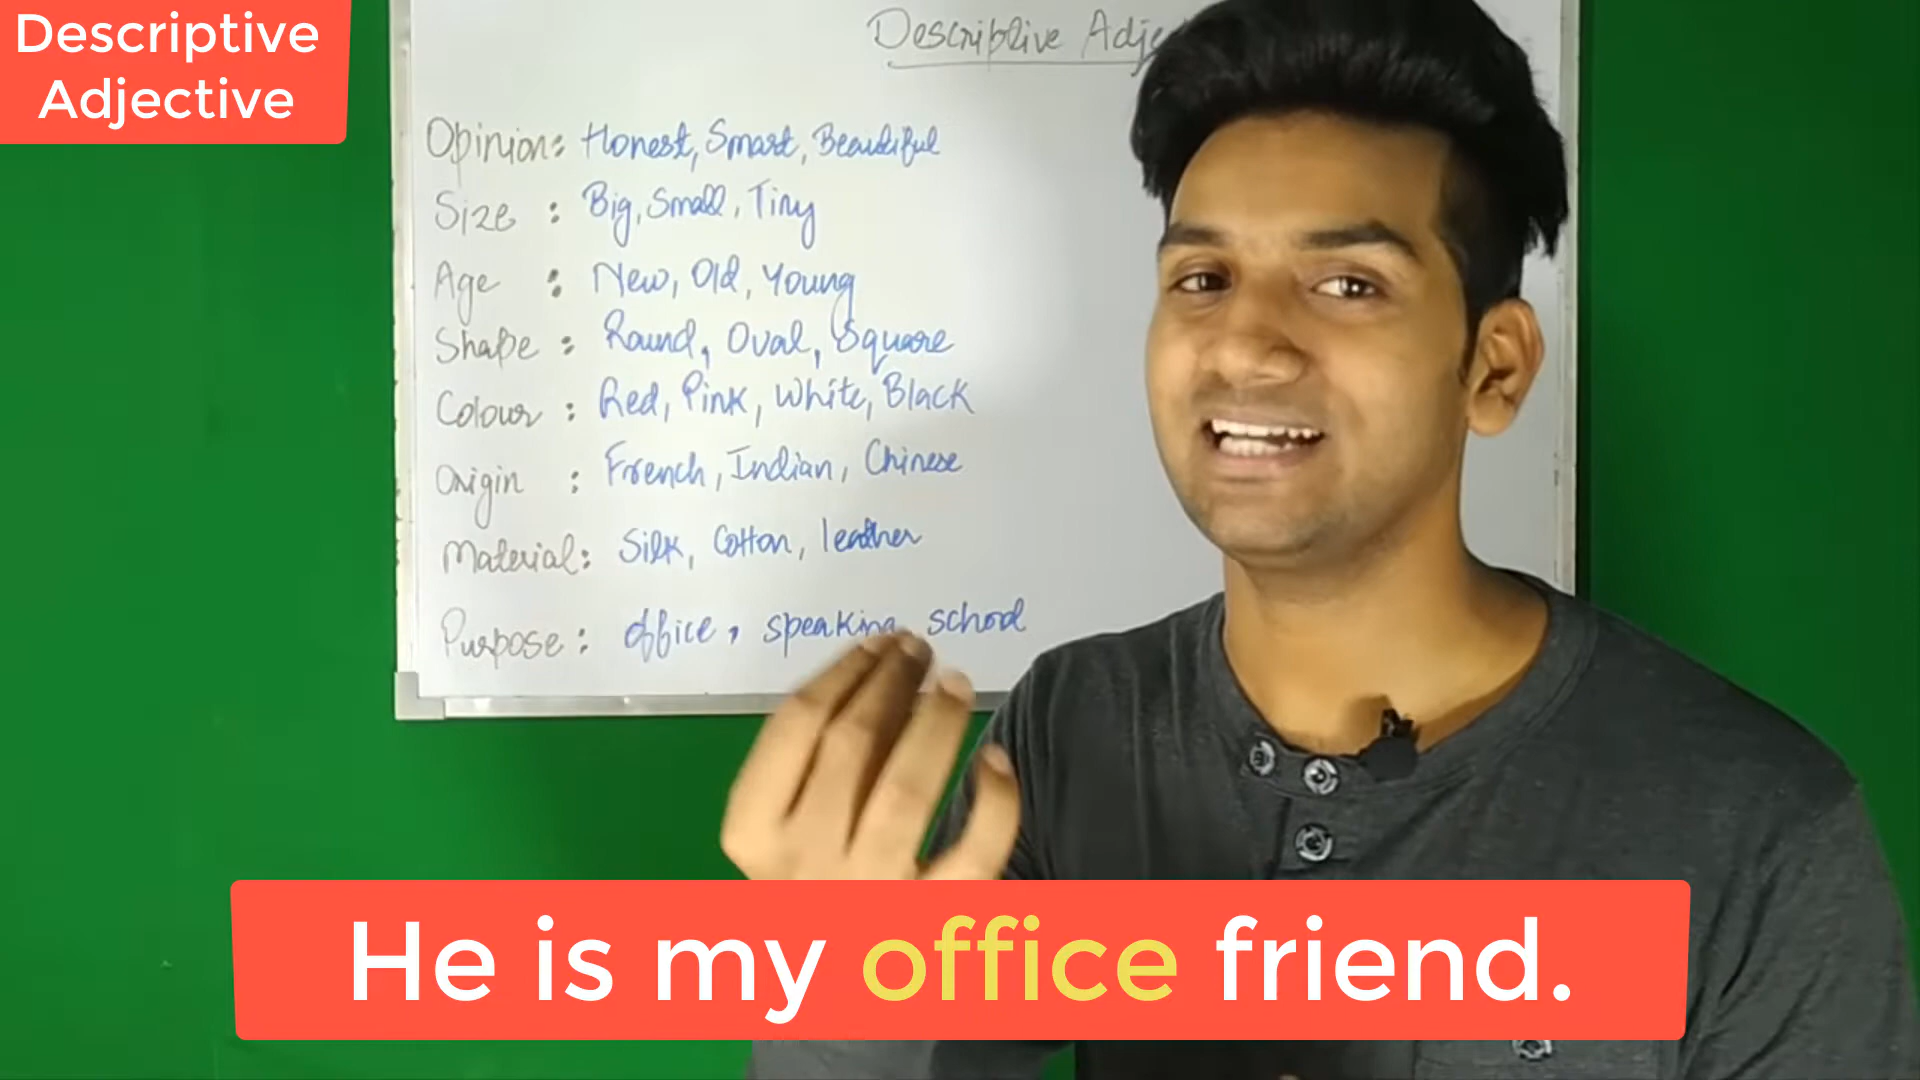 Descriptive
Adjective
Descriptive Adje
Opinion: Honest, Smart, Beautiful
Size : Big, Small, Tiny
Age : New, Old, Young
Shape : Round, Oval, Square
Colour : Red, Pink, White, Black
Origin : French, Indian, Chinese
Material: Silk, Cotton, leather
Purpose: office, speaking, school
He is my office friend.